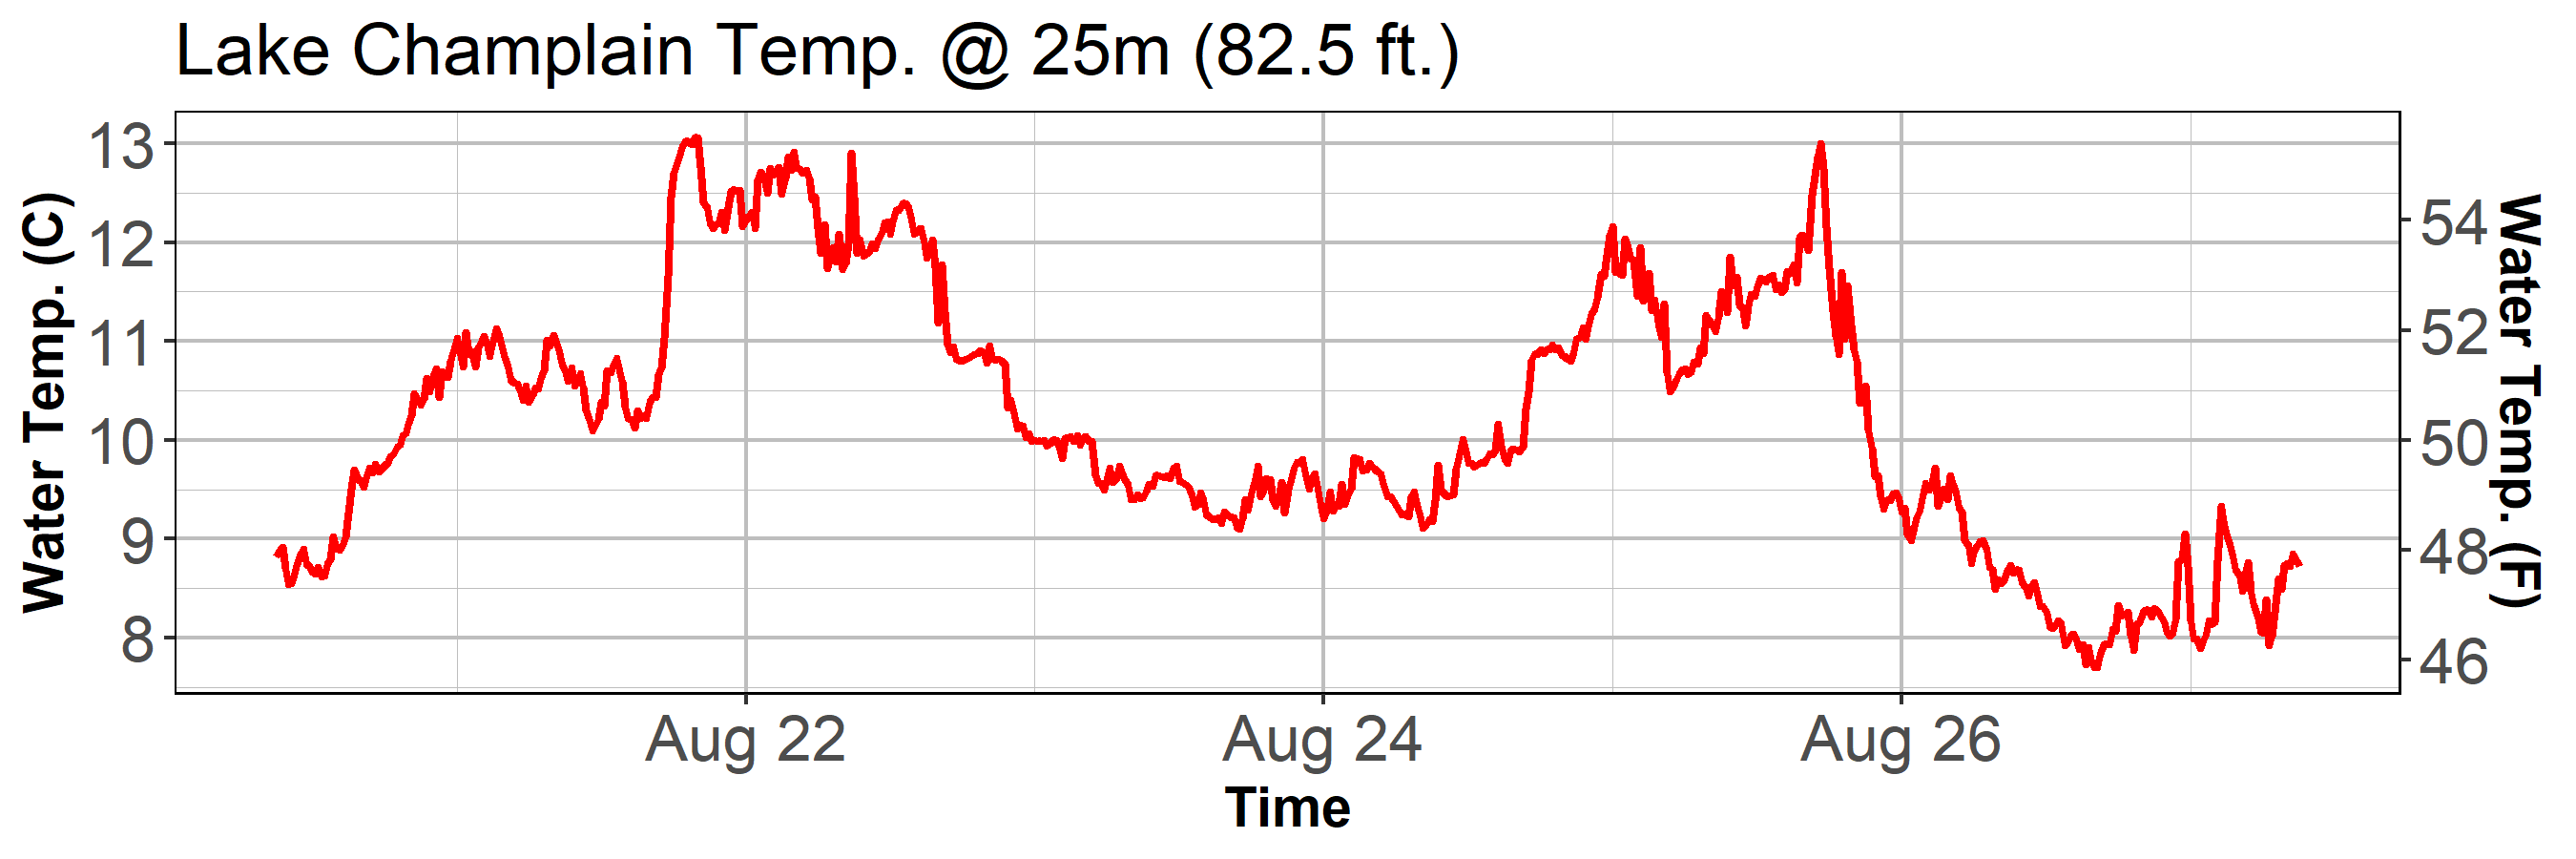 Lake Champlain Temp. @ 25m (82.5 ft.)
Water Temp. (C)
13
12
11
10
9
8
54
52
50
48
46
Water Temp. (F)
Aug 22 Aug 24 Aug 26
Time